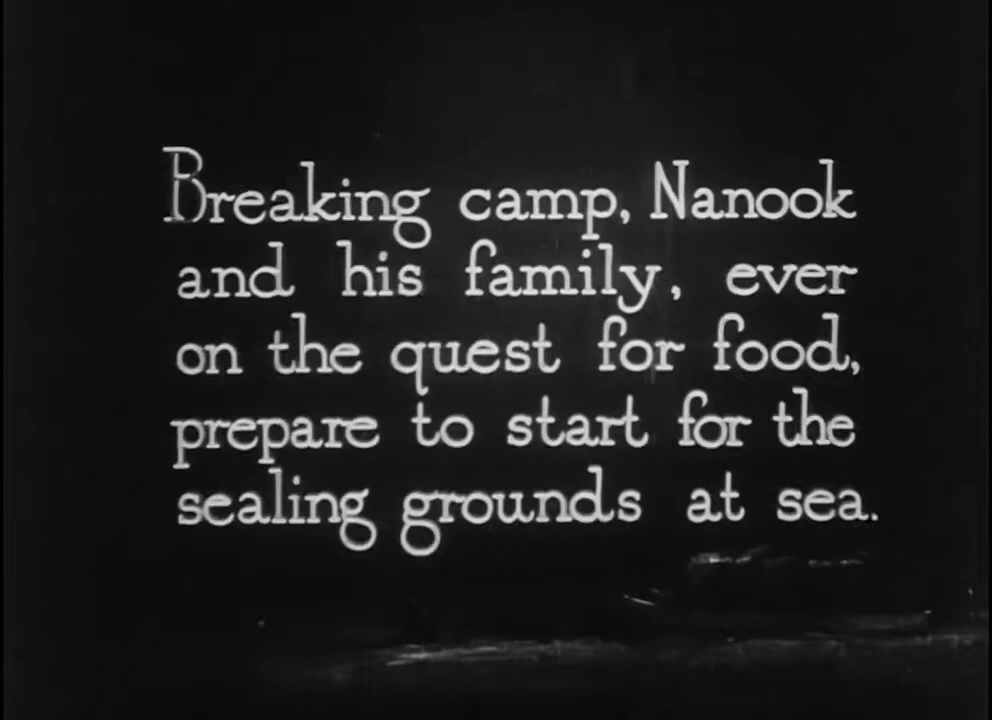 Breaking camp, Nanook
and his family, ever
on the quest for food,
prepare to start for the
sealing grounds at sea.